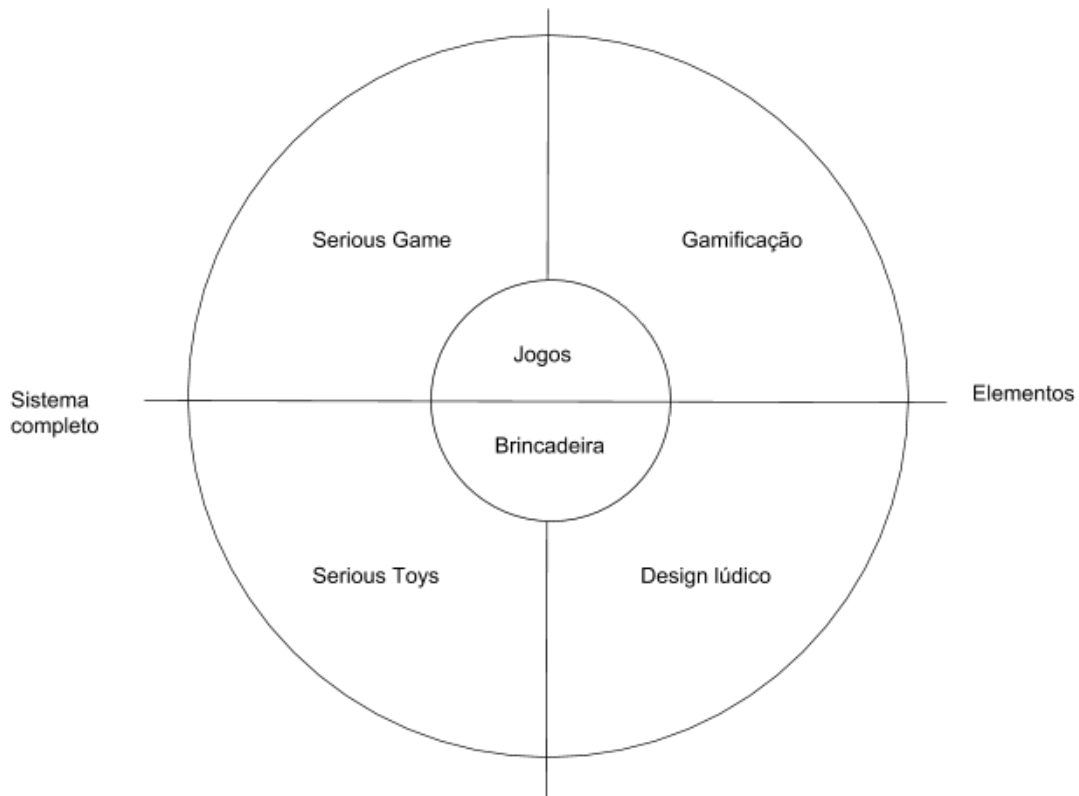 Serious Game
Gamificação
Jogos
Sistema
completo
Elementos
Brincadeira
Serious Toys
Design lúdico